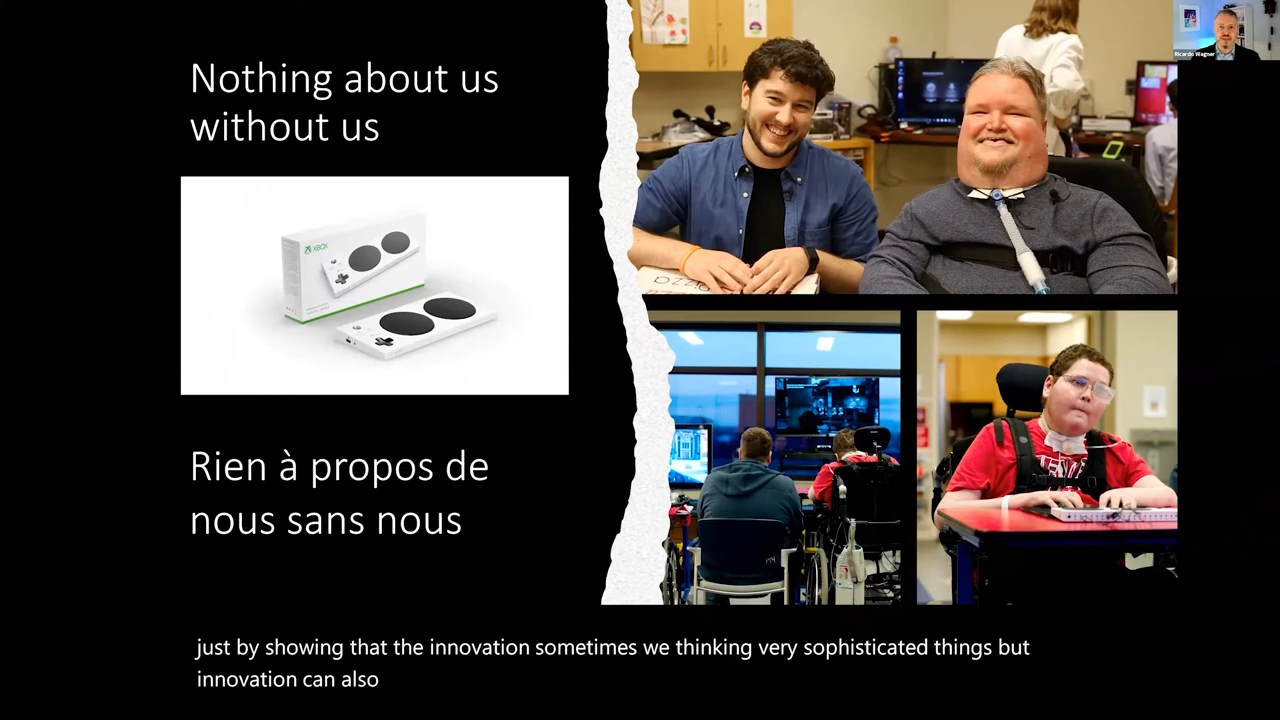 Nothing about us
without us
XBOX
Rien à propos de
nous sans nous
Ricardo Wagner
just by showing that the innovation sometimes we thinking very sophisticated things but
innovation can also